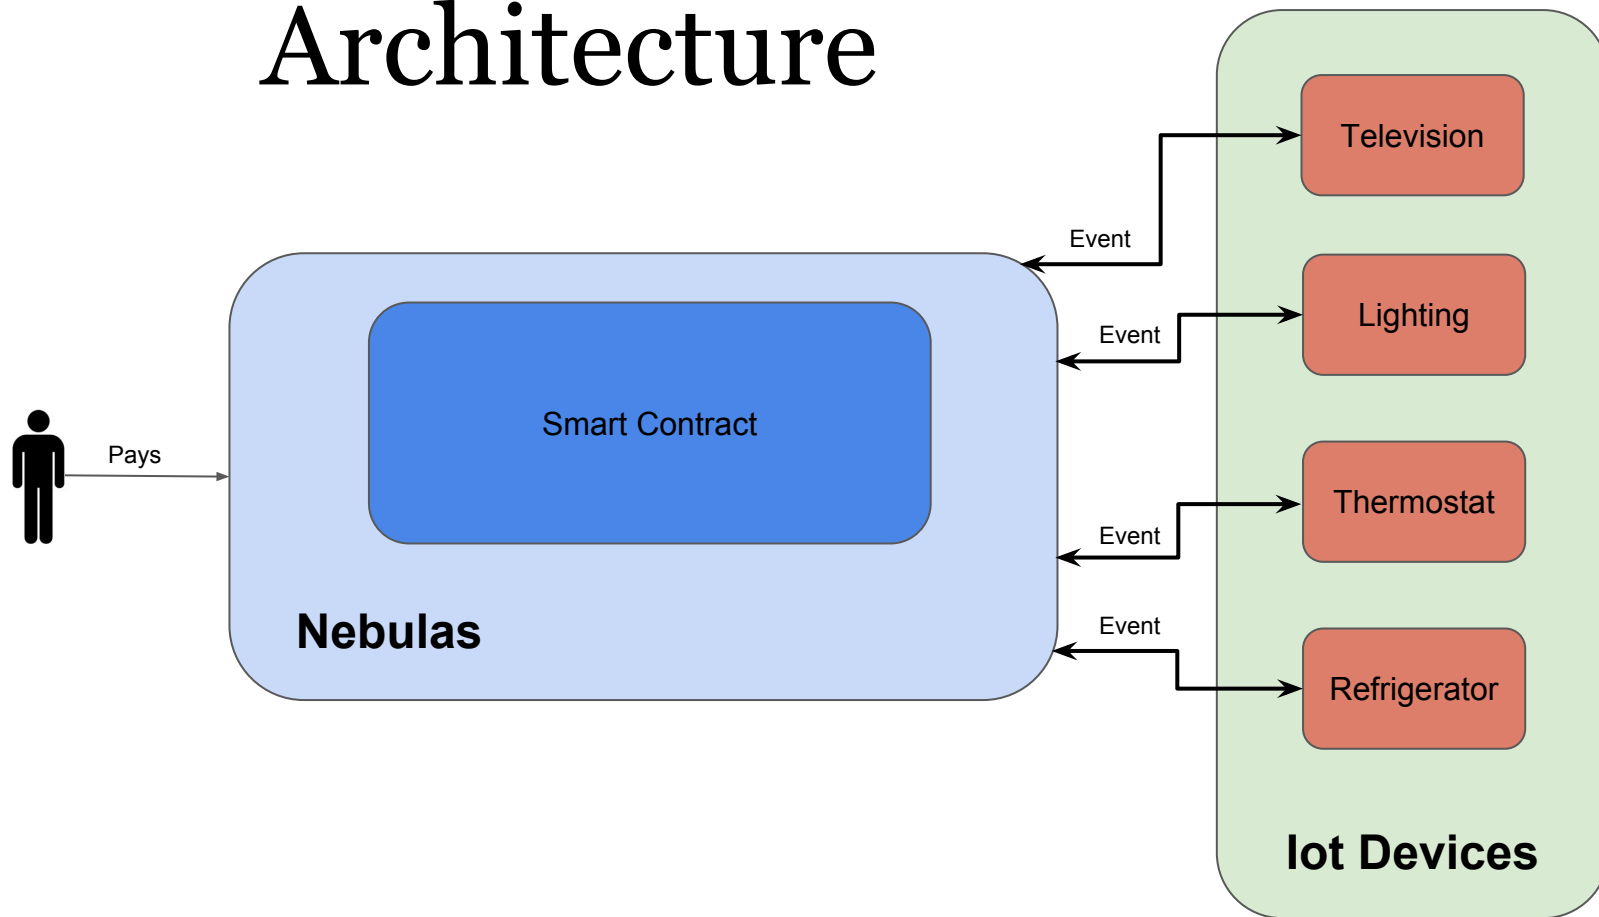 Architecture
Television
Event
Lighting
Event
Smart Contract
Pays
Thermostat
Event
Nebulas
Event
Refrigerator
Iot Devices